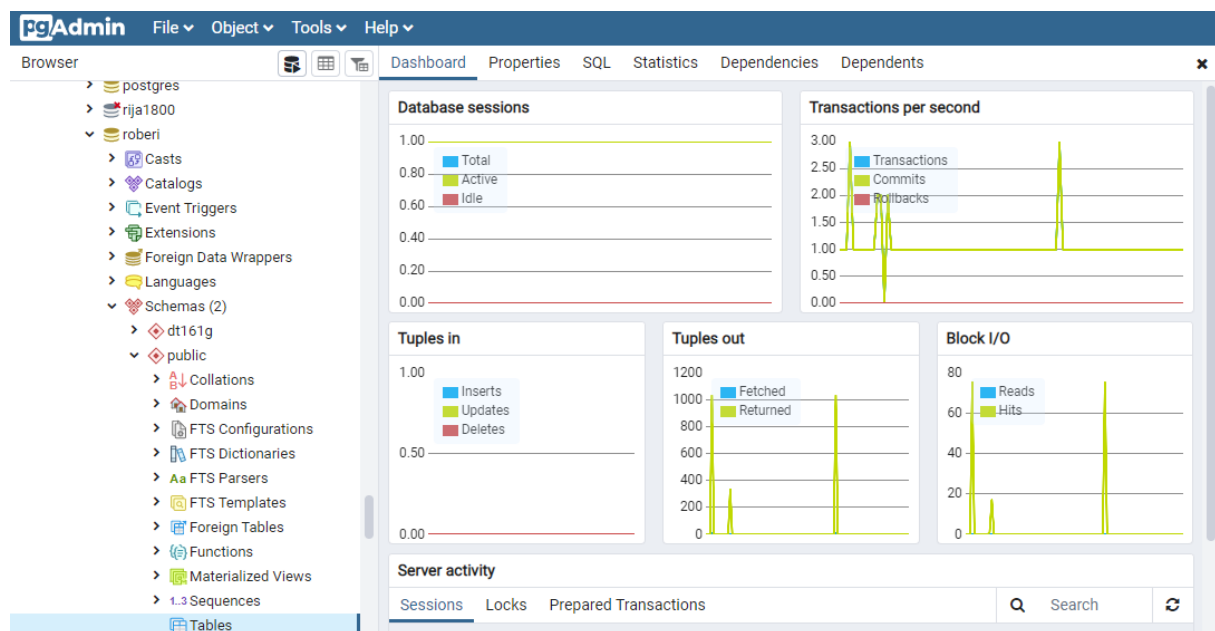 pgAdmin File Object Tools Help
Browser
Dashboard Properties SQL Statistics Dependencies Dependents
postgres
rija1800
roberi
Casts
Catalogs
Event Triggers
Extensions
Foreign Data Wrappers
Languages
Schemas (2)
dt161g
public
Collations
Domains
FTS Configurations
FTS Dictionaries
Aa FTS Parsers
FTS Templates
Foreign Tables
Functions
Materialized Views
1..3 Sequences
Tables
Database sessions
1.00
0.80
0.60
0.40
0.20
0.00
Total
Active
Idle
Transactions per second
3.00
2.50
2.00
1.50
1.00
0.50
0.00
Transactions
Commits
Rollbacks
Tuples in
1.00
0.50
0.00
Inserts
Updates
Deletes
Tuples out
1200
1000
800
600
400
200
0
Fetched
Returned
Block I/O
80
60
40
20
0
Reads
Hits
Server activity
Sessions Locks Prepared Transactions
Search